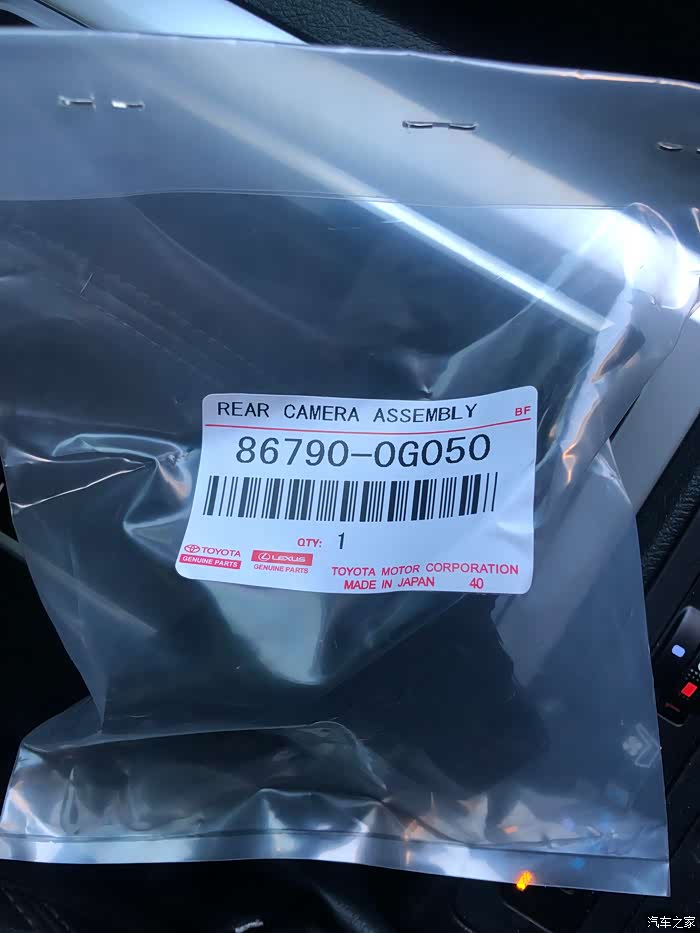 REAR CAMERA ASSEMBLY BF
86790-0G050
QTY: 1
TOYOTA
GENUINE PARTS
LEXUS
GENUINE PARTS
TOYOTA MOTOR CORPORATION
MADE IN JAPAN 40
汽车之家